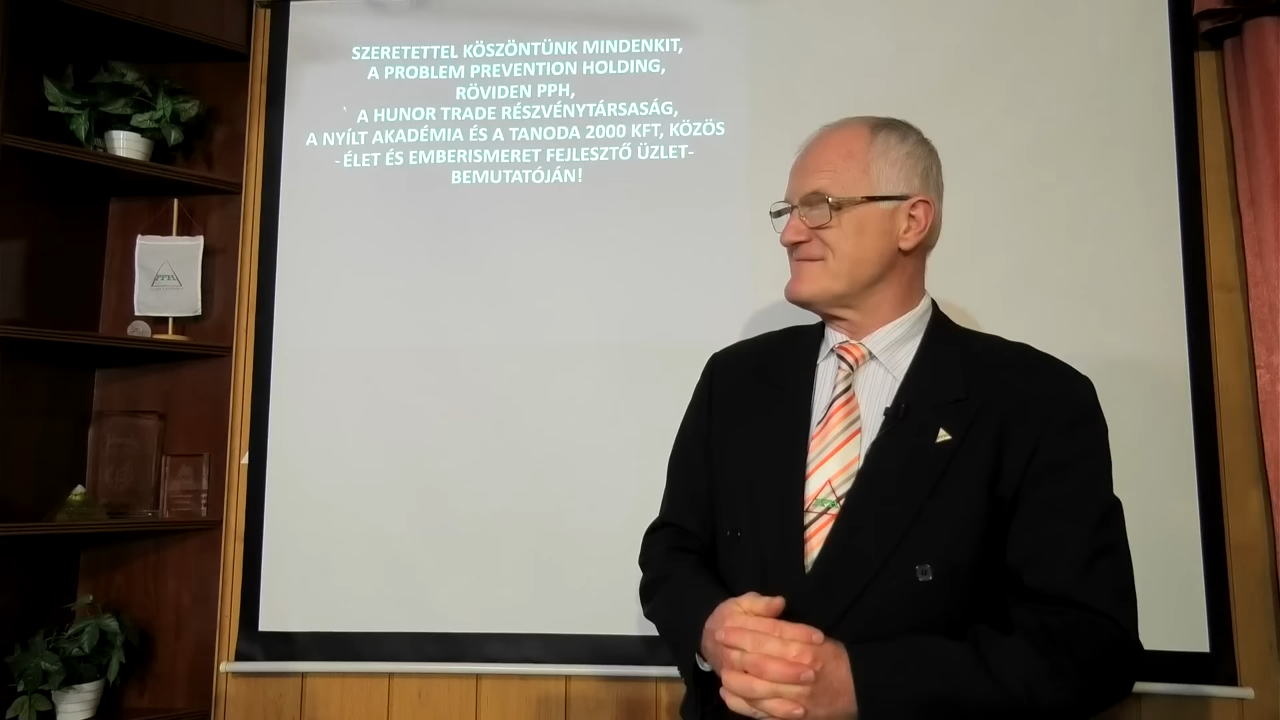 SZERETETTEL KÖSZÖNTÜNK MINDENKIT,
A PROBLEM PREVENTION HOLDING,
RÖVIDEN PPH,
A HUNOR TRADE RÉSZVÉNYTÁRSASÁG,
A NYÍLT AKADÉMIA ÉS A TANODA 2000 KFT, KÖZÖS
- ÉLET ÉS EMBERISMERET FEJLESZTŐ ÜZLET-
BEMUTATÓJÁN!